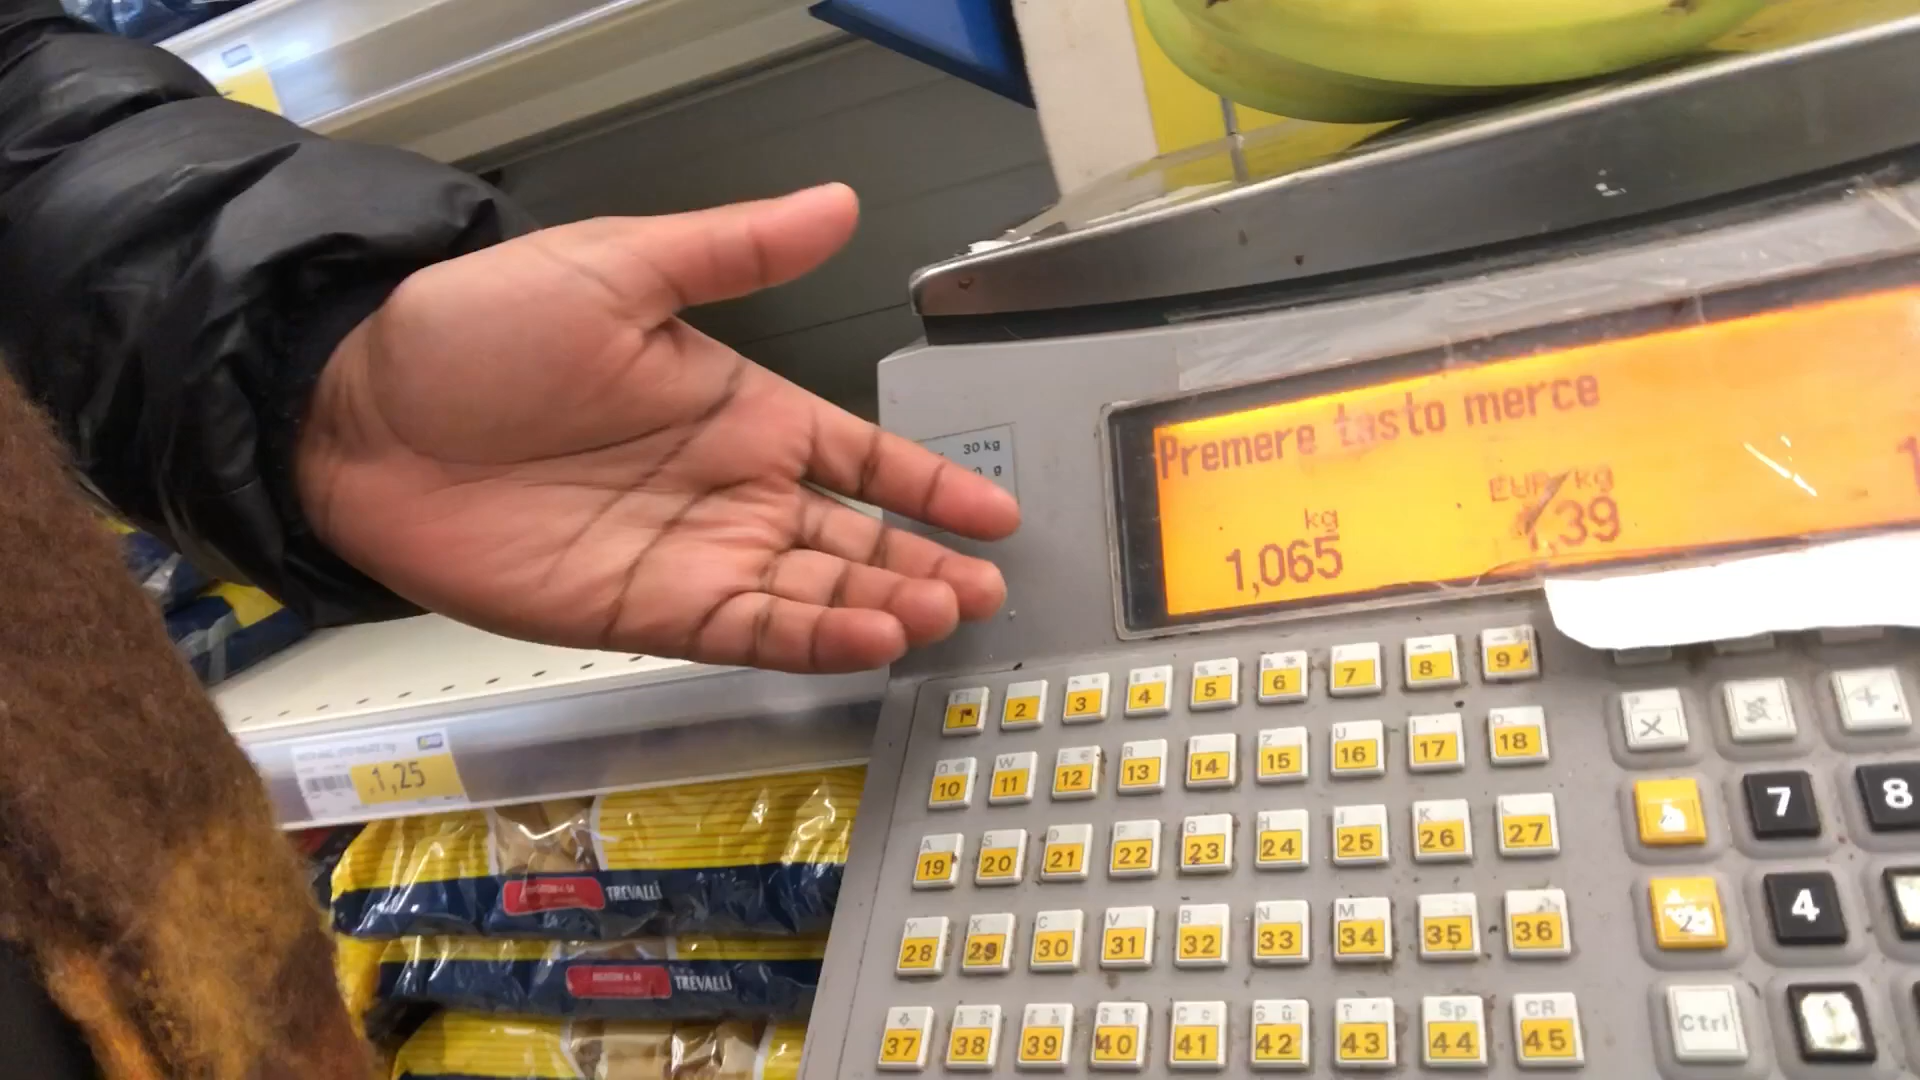 30 kg
g
Premere tasto merce
kg
EUR/kg
1,065
1,39
1
1 2 3 4 5 6 7 8 9
X +
10 11 12 13 14 15 16 17 18
W E R T Z U I O
7 8
19 20 21 22 23 24 25 26 27
A S D F G H J K L
28 29 30 31 32 33 34 35 36
Y X C V B N M
4
37 38 39 40 41 42 43 44 45
Sp CR
Ctrl
1,25
TREVALLI
TREVALLI